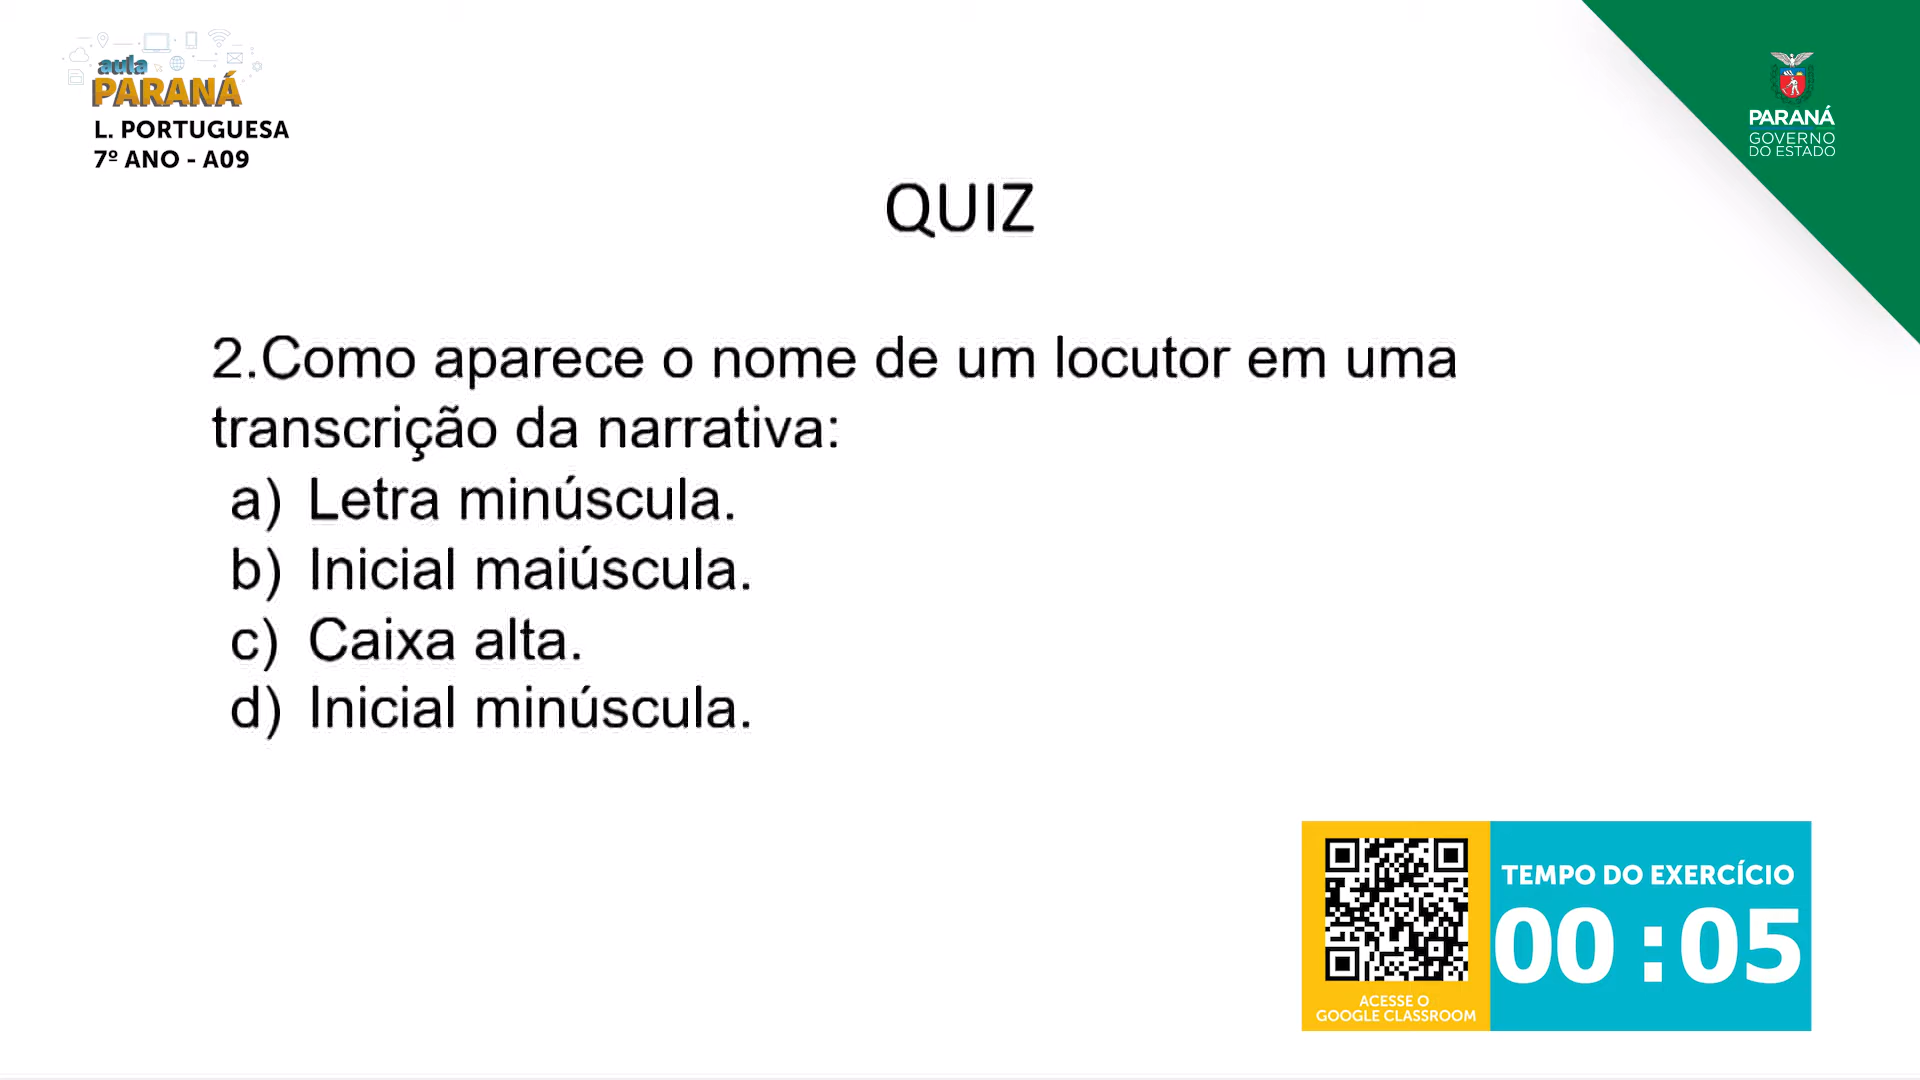 aula
PARANÁ
L. PORTUGUESA
7º ANO - A09
PARANÁ
GOVERNO
DO ESTADO
QUIZ
2.Como aparece o nome de um locutor em uma
transcrição da narrativa:
a) Letra minúscula.
b) Inicial maiúscula.
c) Caixa alta.
d) Inicial minúscula.
TEMPO DO EXERCÍCIO
00:05
ACESSE O
GOOGLE CLASSROOM